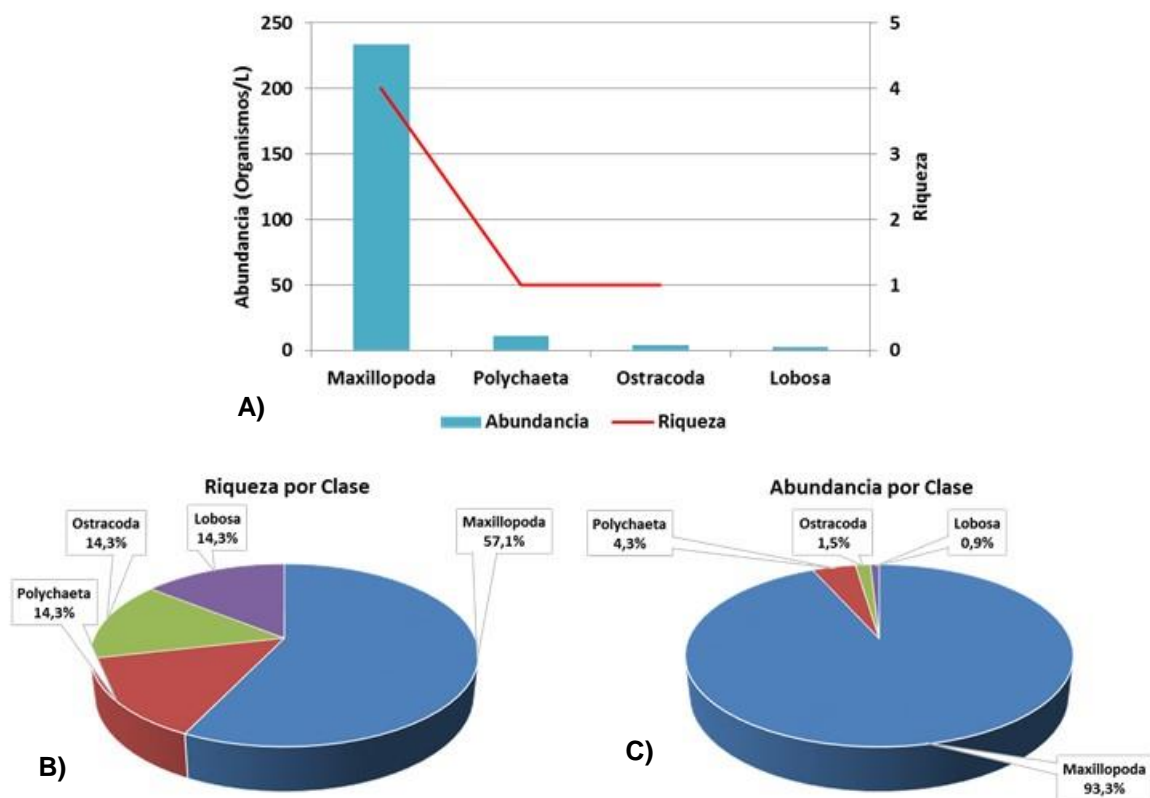 250
200
150
100
50
0
Abundancia (Organismos/L)
5
4
3
2
1
0
Riqueza
Maxillopoda Polychaeta Ostracoda Lobosa
A)
Abundancia Riqueza
Riqueza por Clase
Ostracoda
14,3%
Lobosa
14,3%
Maxillopoda
57,1%
Polychaeta
14,3%
B)
Abundancia por Clase
Polychaeta
4,3%
Ostracoda
1,5%
Lobosa
0,9%
C)
Maxillopoda
93,3%